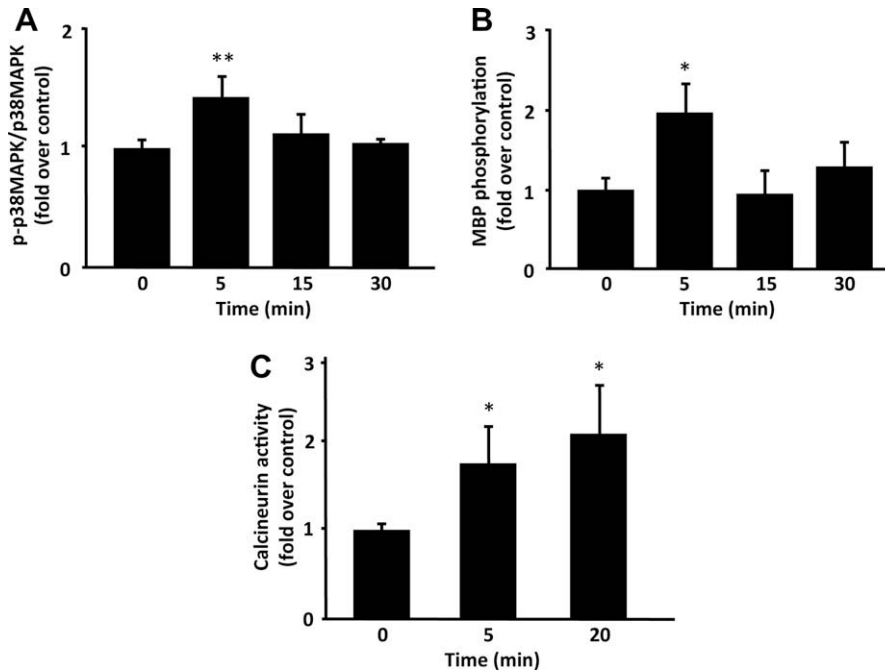 A
p-p38MAPK/p38MAPK
(fold over control)
2
1
0
**
0 5 15 30
Time (min)
B
MBP phosphorylation
(fold over control)
3
2
1
0
*
0 5 15 30
Time (min)
C
Calcineurin activity
(fold over control)
3
2
1
0
*
*
0 5 20
Time (min)